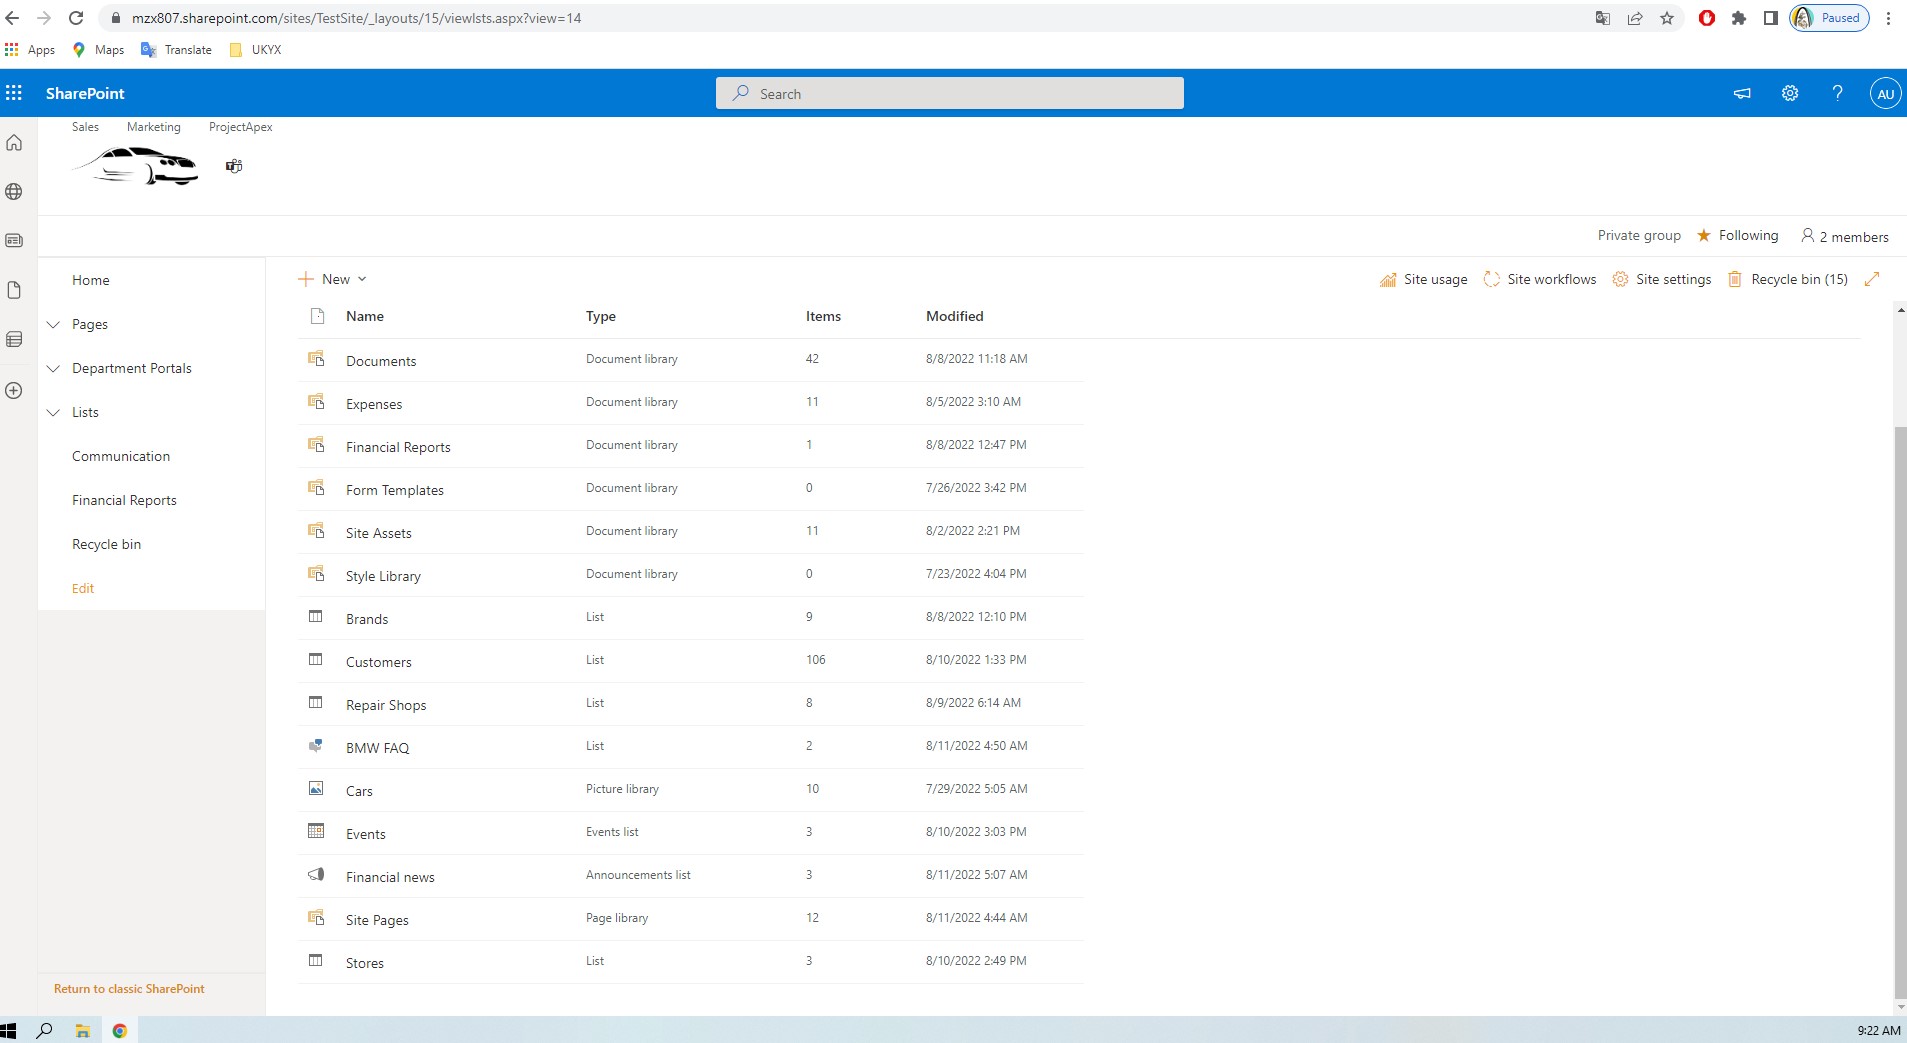 mzx807.sharepoint.com/sites/TestSite/_layouts/15/viewlsts.aspx?view=14
Paused
Apps
Maps
Translate
UKYX
SharePoint
Search
?
AU
Sales
Marketing
ProjectApex
Private group
Following
2 members
Home
Pages
Department Portals
Lists
Communication
Financial Reports
Recycle bin
Edit
Return to classic SharePoint
New
Site usage
Site workflows
Site settings
Recycle bin (15)
Name Type Items Modified
Documents Document library 42 8/8/2022 11:18 AM
Expenses Document library 11 8/5/2022 3:10 AM
Financial Reports Document library 1 8/8/2022 12:47 PM
Form Templates Document library 0 7/26/2022 3:42 PM
Site Assets Document library 11 8/2/2022 2:21 PM
Style Library Document library 0 7/23/2022 4:04 PM
Brands List 9 8/8/2022 12:10 PM
Customers List 106 8/10/2022 1:33 PM
Repair Shops List 8 8/9/2022 6:14 AM
BMW FAQ List 2 8/11/2022 4:50 AM
Cars Picture library 10 7/29/2022 5:05 AM
Events Events list 3 8/10/2022 3:03 PM
Financial news Announcements list 3 8/11/2022 5:07 AM
Site Pages Page library 12 8/11/2022 4:44 AM
Stores List 3 8/10/2022 2:49 PM
9:22 AM